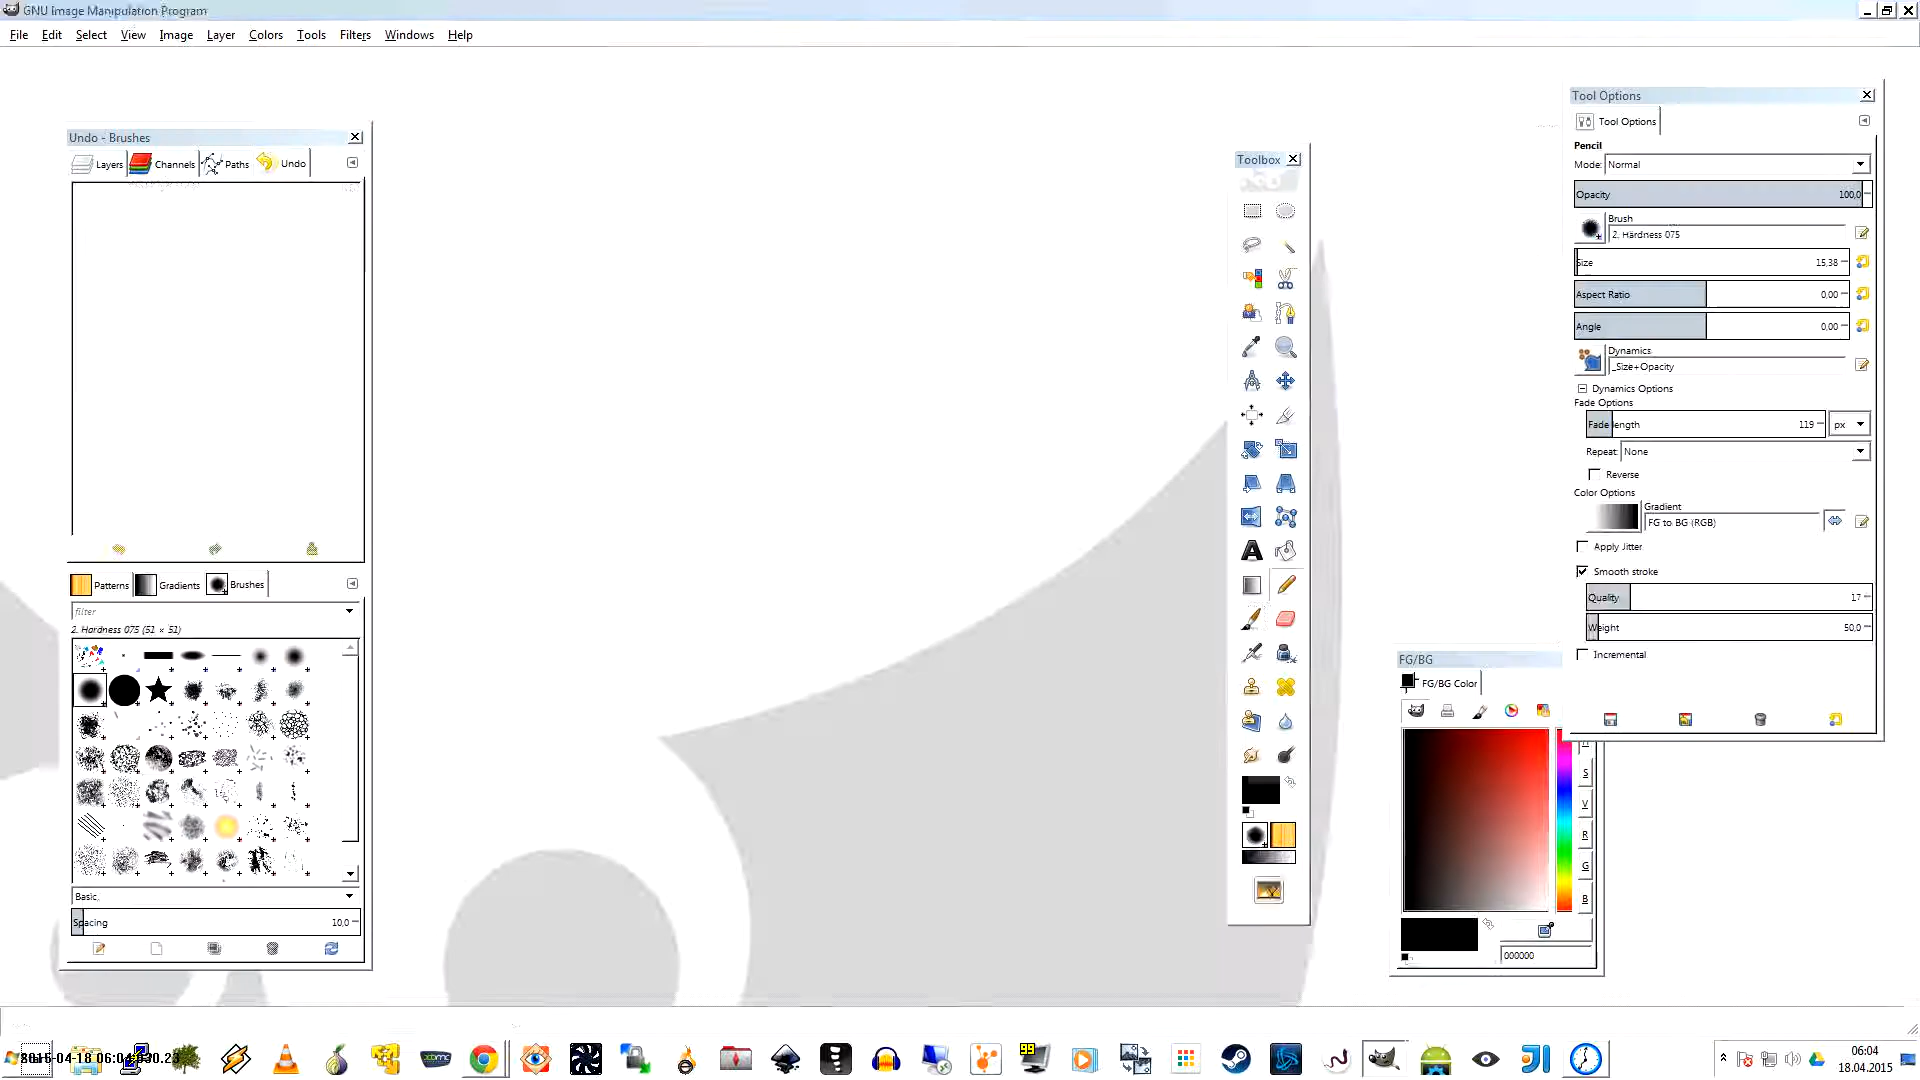 GNU Image Manipulation Program
File Edit Select View Image Layer Colors Tools Filters Windows Help
Undo - Brushes
Layers Channels Paths Undo
Patterns Gradients Brushes
filter
2. Hardness 075 (51 × 51)
Basic,
Spacing 10,0
Toolbox
Tool Options
Tool Options
Pencil
Mode: Normal
Opacity 100,0
Brush
2. Hardness 075
Size 15,38
Aspect Ratio 0,00
Angle 0,00
Dynamics
_Size+Opacity
Dynamics Options
Fade Options
Fade length 119 px
Repeat: None
Reverse
Color Options
Gradient
FG to BG (RGB)
Apply Jitter
Smooth stroke
Quality 17
Weight 50,0
Incremental
FG/BG
FG/BG Color
S
V
R
G
B
000000
99
xbmc
06:04
18.04.2015